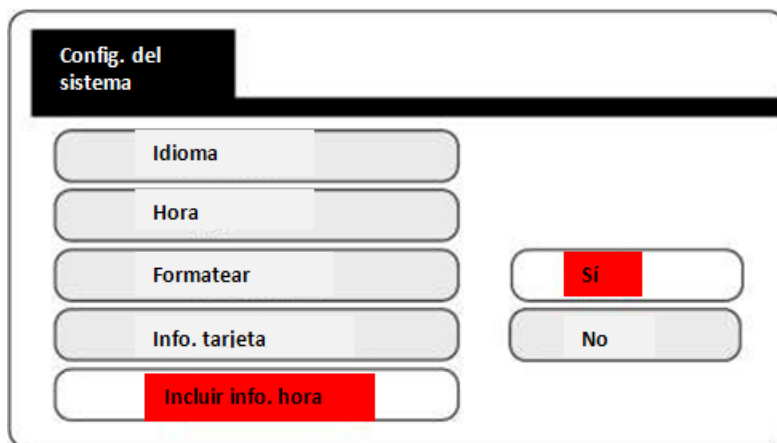 Config. del
sistema
Idioma
Hora
Formatear
Sí
Info. tarjeta
No
Incluir info. hora